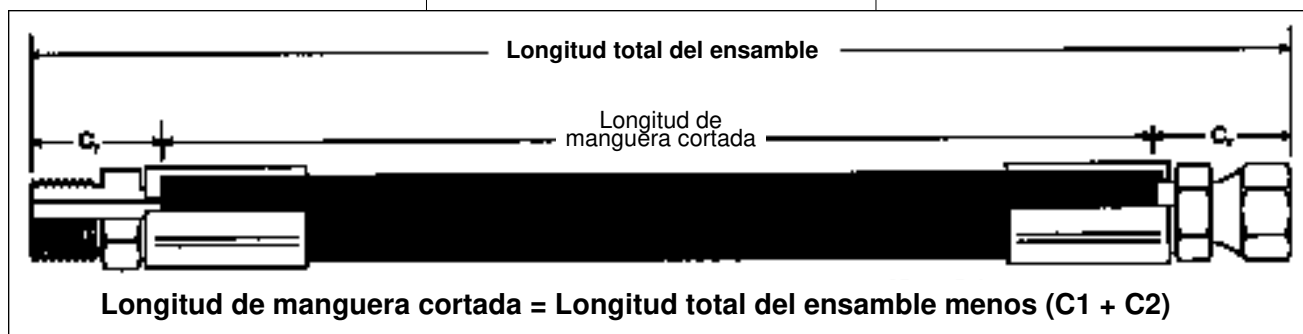 Longitud total del ensamble
Longitud de
manguera cortada
Longitud de manguera cortada = Longitud total del ensamble menos (C1 + C2)